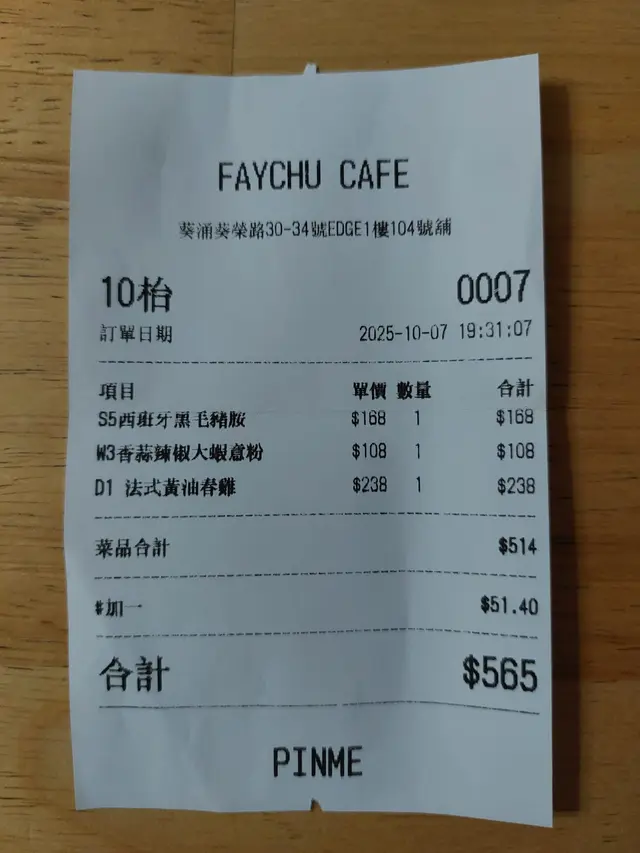 FAYCHU CAFE
葵涌葵榮路30-34號EDGE1樓104號舖
10枱 0007
訂單日期 2025-10-07 19:31:07
項目 單價 數量 合計
S5西班牙黑毛豬胺 $168 1 $168
W3香蒜辣椒大蝦意粉 $108 1 $108
D1 法式黃油春雞 $238 1 $238
菜品合計 $514
#加一 $51.40
合計 $565
PINME